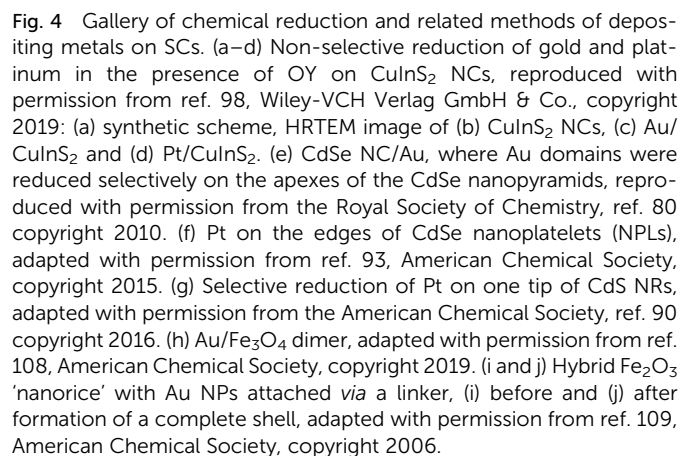 Fig. 4 Gallery of chemical reduction and related methods of depos-
iting metals on SCs. (a–d) Non-selective reduction of gold and plat-
inum in the presence of OY on CuInS₂ NCs, reproduced with
permission from ref. 98, Wiley-VCH Verlag GmbH & Co., copyright
2019: (a) synthetic scheme, HRTEM image of (b) CuInS₂ NCs, (c) Au/
CuInS₂ and (d) Pt/CuInS₂. (e) CdSe NC/Au, where Au domains were
reduced selectively on the apexes of the CdSe nanopyramids, repro-
duced with permission from the Royal Society of Chemistry, ref. 80
copyright 2010. (f) Pt on the edges of CdSe nanoplatelets (NPLs),
adapted with permission from ref. 93, American Chemical Society,
copyright 2015. (g) Selective reduction of Pt on one tip of CdS NRs,
adapted with permission from the American Chemical Society, ref. 90
copyright 2016. (h) Au/Fe₃O₄ dimer, adapted with permission from ref.
108, American Chemical Society, copyright 2019. (i and j) Hybrid Fe₂O₃
'nanorice' with Au NPs attached via a linker, (i) before and (j) after
formation of a complete shell, adapted with permission from ref. 109,
American Chemical Society, copyright 2006.